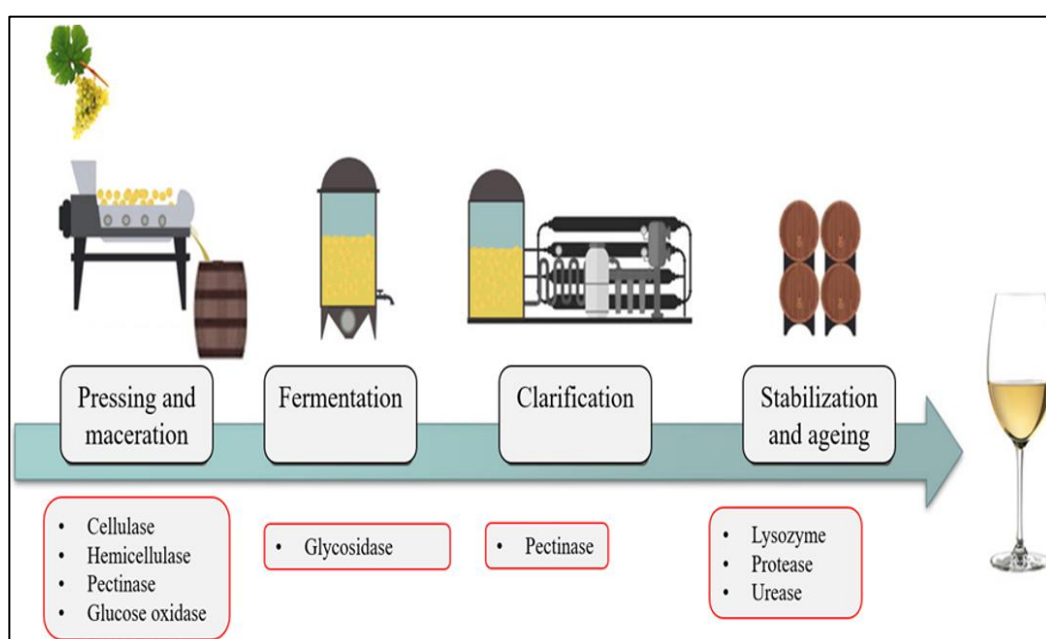 Pressing and
maceration
Fermentation
Clarification
Stabilization
and ageing
• Cellulase
• Hemicellulase
• Pectinase
• Glucose oxidase
• Glycosidase
• Pectinase
• Lysozyme
• Protease
• Urease